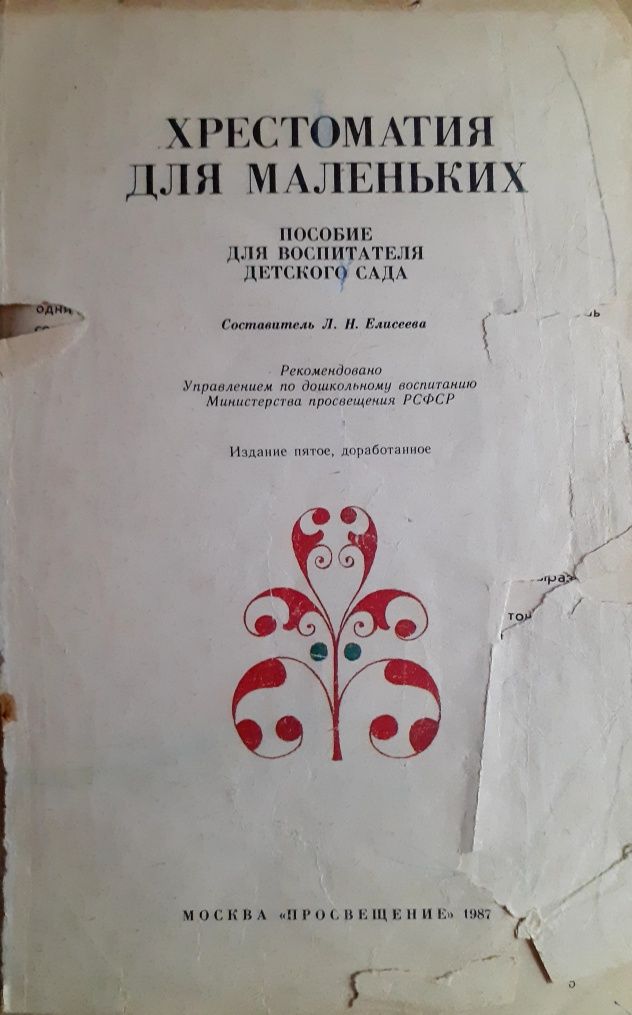 ХРЕСТОМАТИЯ
ДЛЯ МАЛЕНЬКИХ
ПОСОБИЕ
ДЛЯ ВОСПИТАТЕЛЯ
ДЕТСКОГО САДА
Составитель Л. Н. Елисеева
Рекомендовано
Управлением по дошкольному воспитанию
Министерства просвещения РСФСР
Издание пятое, доработанное
МОСКВА «ПРОСВЕЩЕНИЕ» 1987